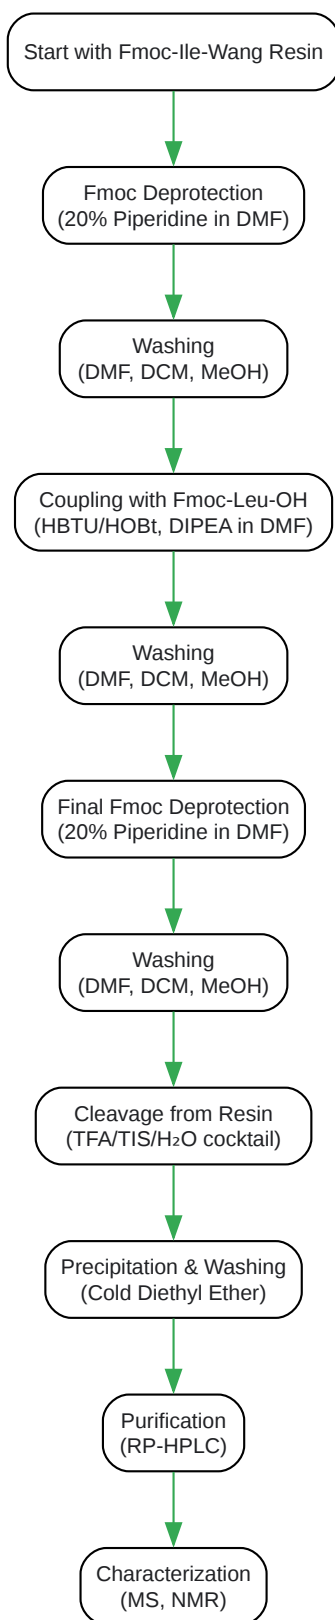 Start with Fmoc-Ile-Wang Resin
Fmoc Deprotection
(20% Piperidine in DMF)
Washing
(DMF, DCM, MeOH)
Coupling with Fmoc-Leu-OH
(HBTU/HOBt, DIPEA in DMF)
Washing
(DMF, DCM, MeOH)
Final Fmoc Deprotection
(20% Piperidine in DMF)
Washing
(DMF, DCM, MeOH)
Cleavage from Resin
(TFA/TIS/H₂O cocktail)
Precipitation & Washing
(Cold Diethyl Ether)
Purification
(RP-HPLC)
Characterization
(MS, NMR)